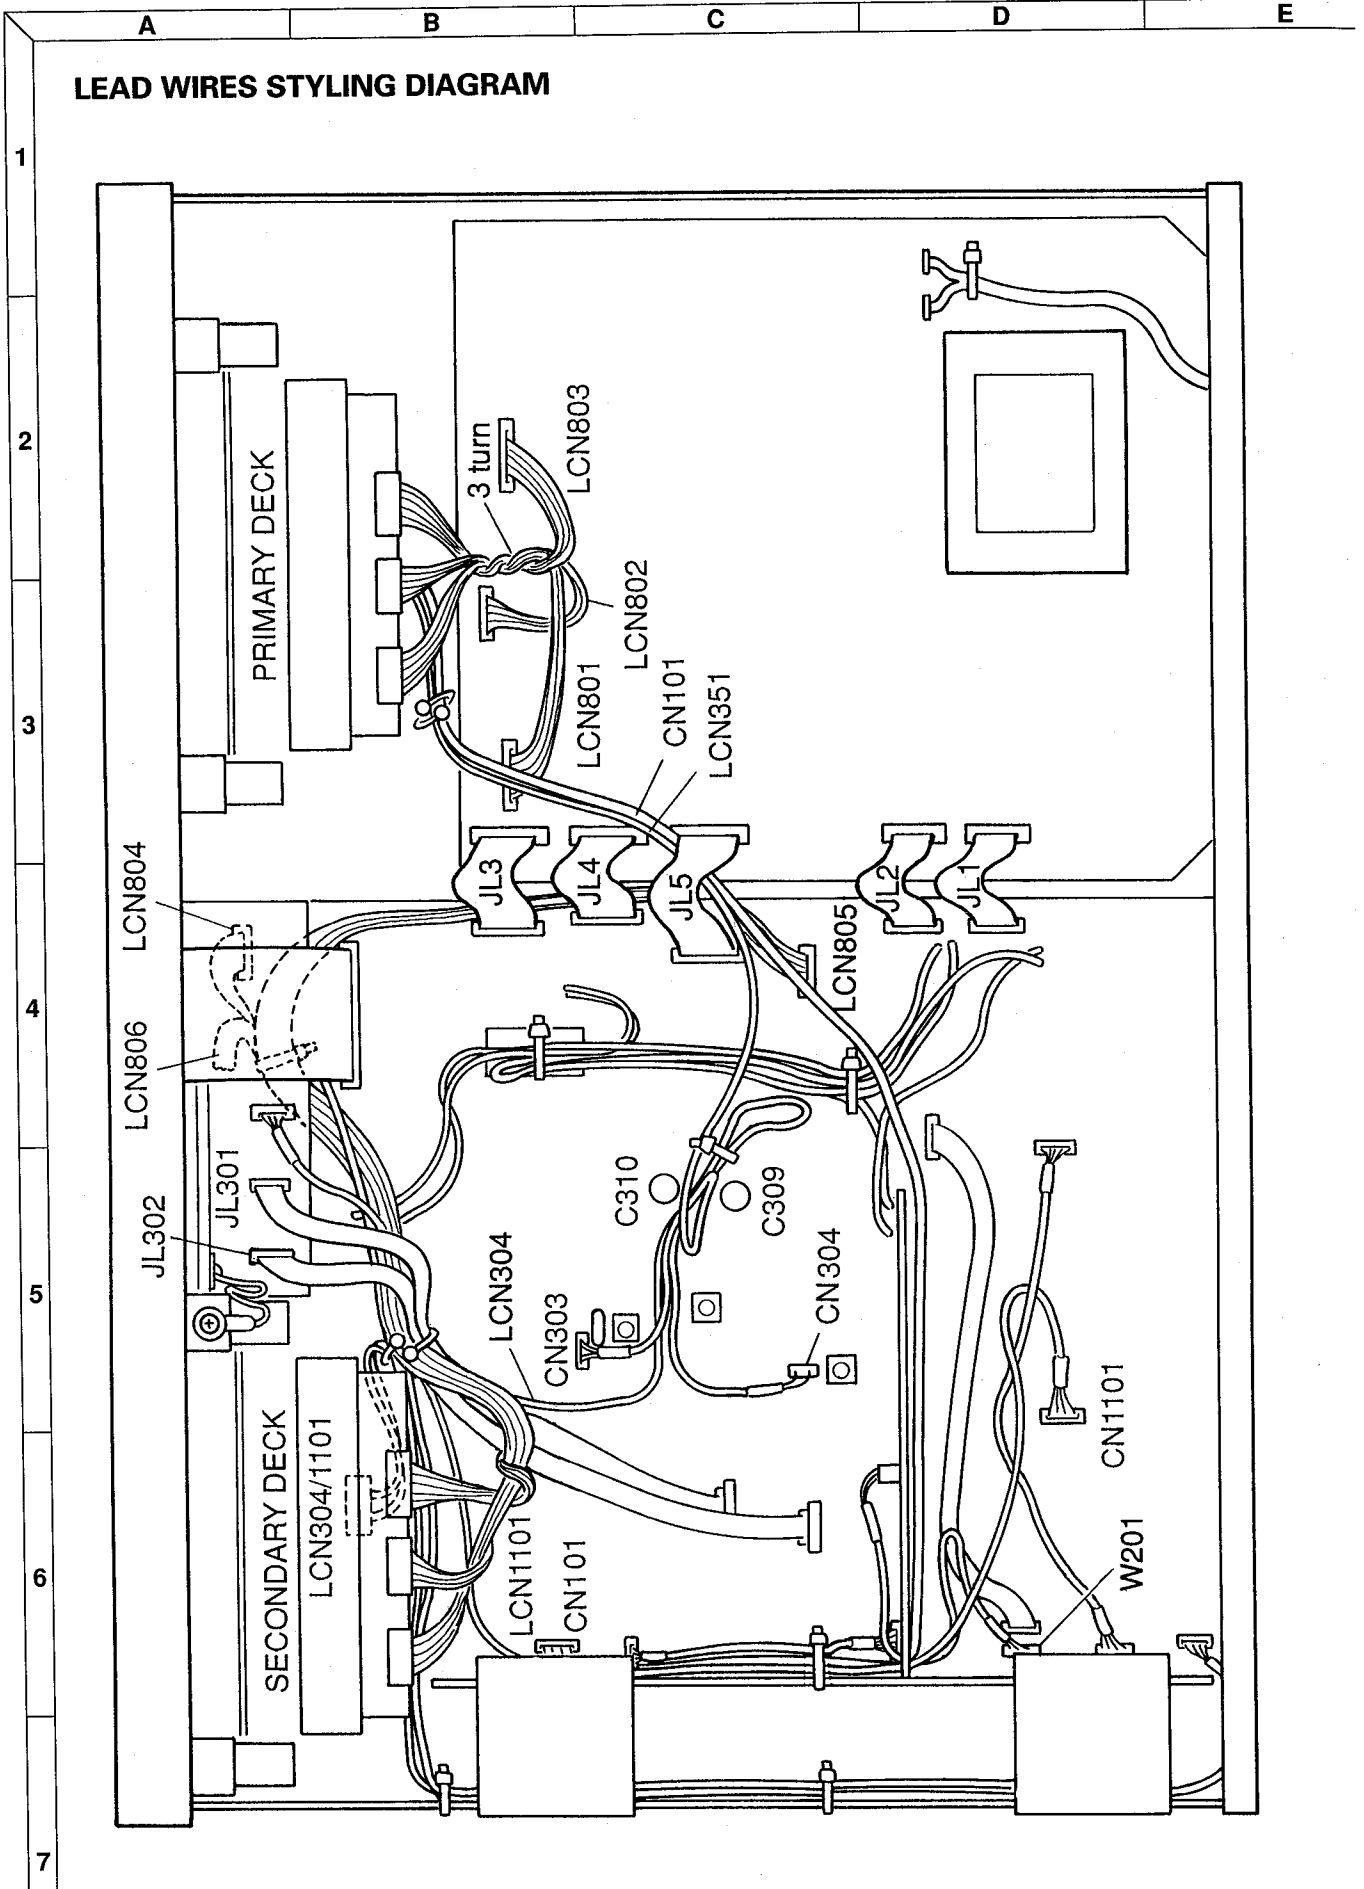 A B C D E
LEAD WIRES STYLING DIAGRAM
1
2
3
4
5
6
7
PRIMARY DECK
3 turn
LCN803
LCN802
LCN801
CN101
LCN351
LCN804
JL3
JL4
JL5
JL2
JL1
LCN805
LCN806
JL301
JL302
C310
C309
LCN304
CN303
CN304
SECONDARY DECK
LCN304/1101
CN1101
LCN1101
CN101
W201